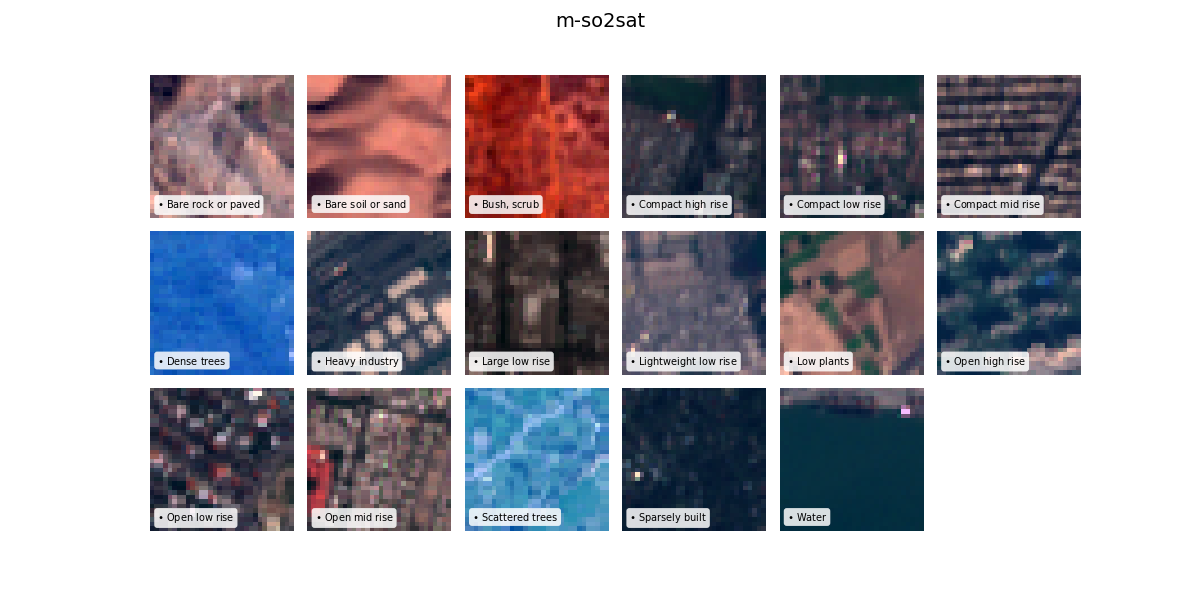 m-so2sat
• Bare rock or paved
• Bare soil or sand
• Bush, scrub
• Compact high rise
• Compact low rise
• Compact mid rise
• Dense trees
• Heavy industry
• Large low rise
• Lightweight low rise
• Low plants
• Open high rise
• Open low rise
• Open mid rise
• Scattered trees
• Sparsely built
• Water